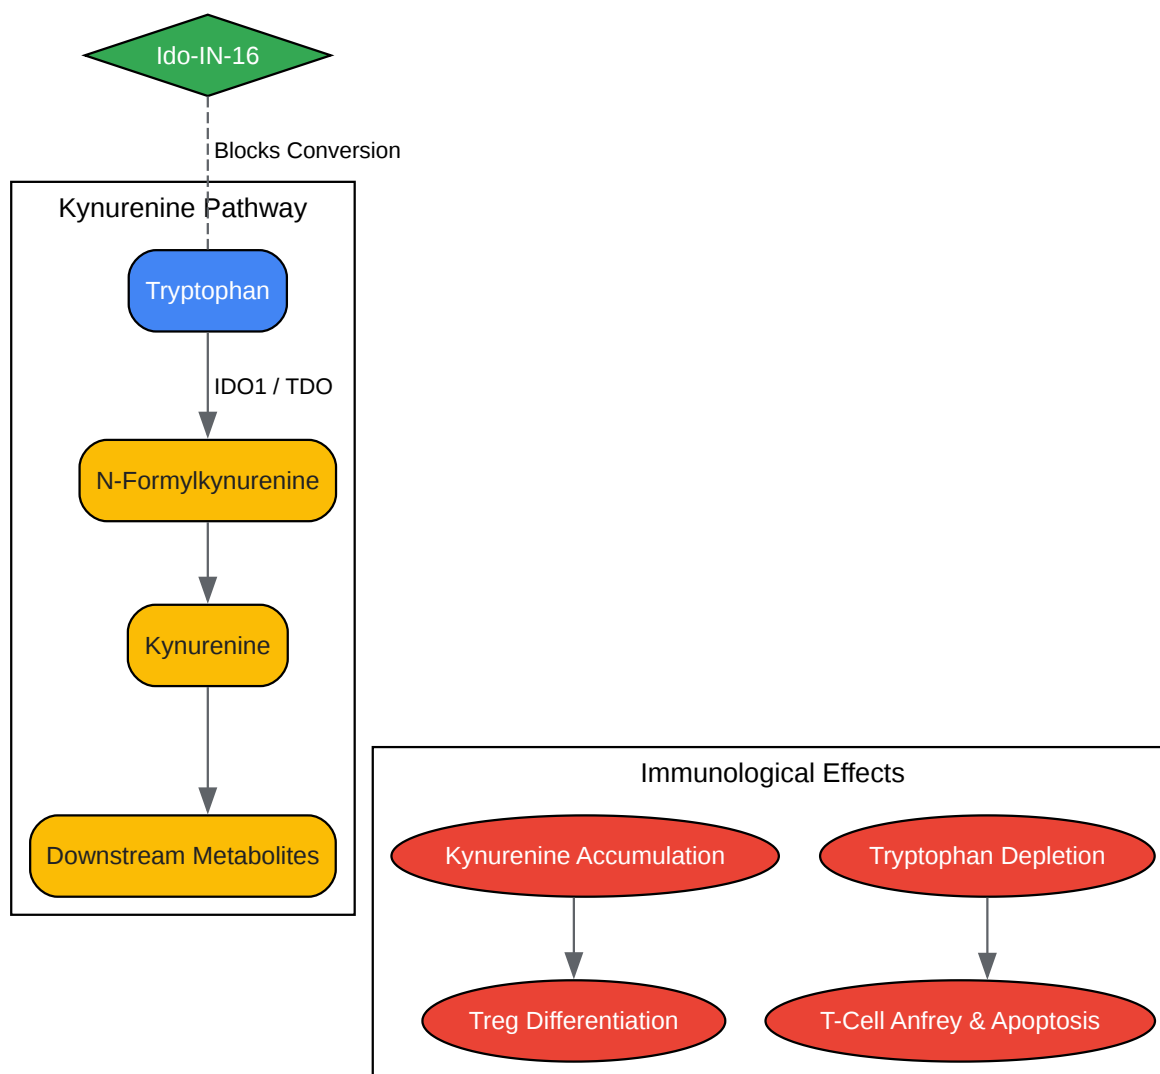 Ido-IN-16
Blocks Conversion
Kynurenine Pathway
Tryptophan
IDO1 / TDO
N-Formylkynurenine
Kynurenine
Downstream Metabolites
Immunological Effects
Kynurenine Accumulation
Tryptophan Depletion
Treg Differentiation
T-Cell Anfrey & Apoptosis